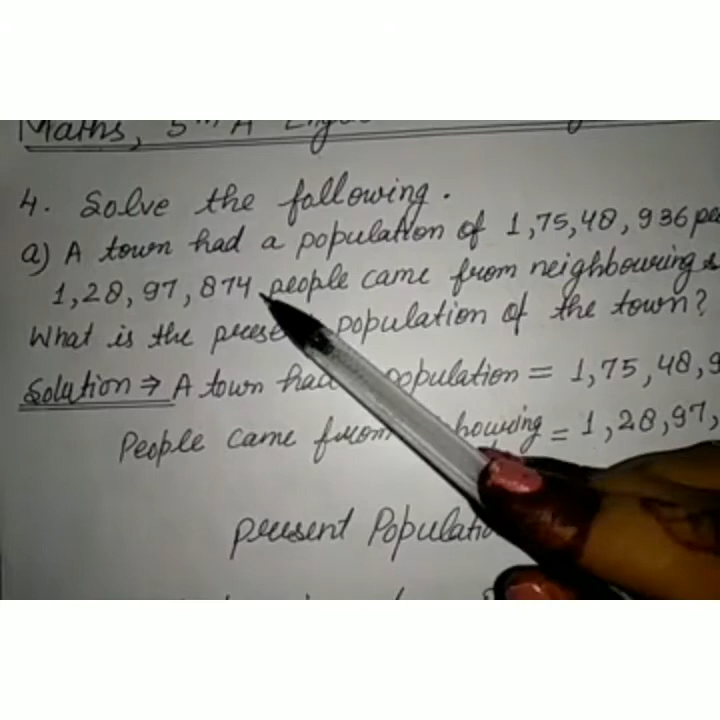 Maths, 5th A
4. Solve the following.
a) A town had a population of 1,75,48,936
1,28,97,874 people came from neighbouring
What is the population of the town?
Solution ⇒ A town had population = 1,75,48,9
People came from = 1,28,97,
present